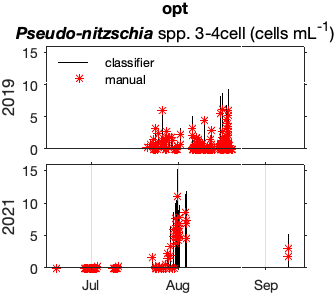 opt
Pseudo-nitzschia spp. 3-4cell (cells mL⁻¹)
15
classifier
manual
10
2019
5
0
15
10
2021
5
0
Jul Aug Sep